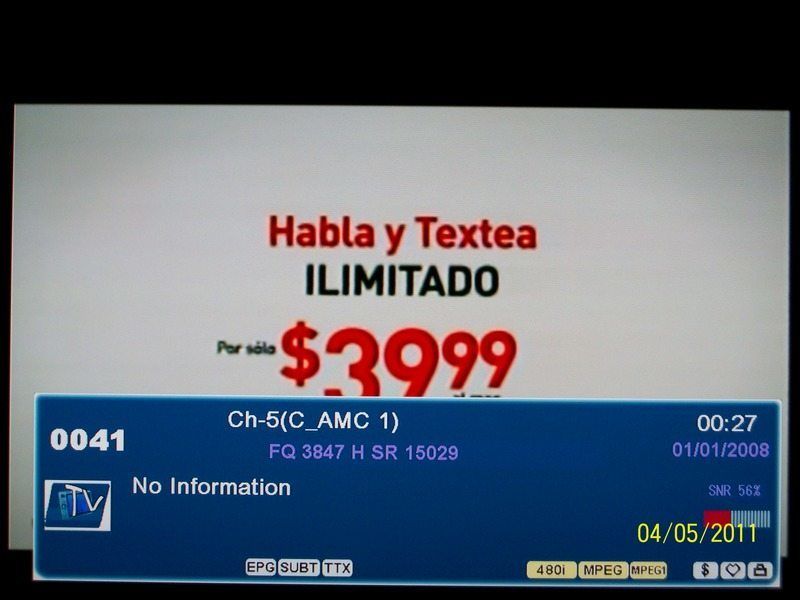 Habla y Textea
ILIMITADO
Por sólo $39.99
0041
Ch-5(C_AMC 1)
00:27
FQ 3847 H SR 15029
01/01/2008
TV
No Information
SNR 56%
04/05/2011
EPG SUBT TTX
480i MPEG MPEG1
$